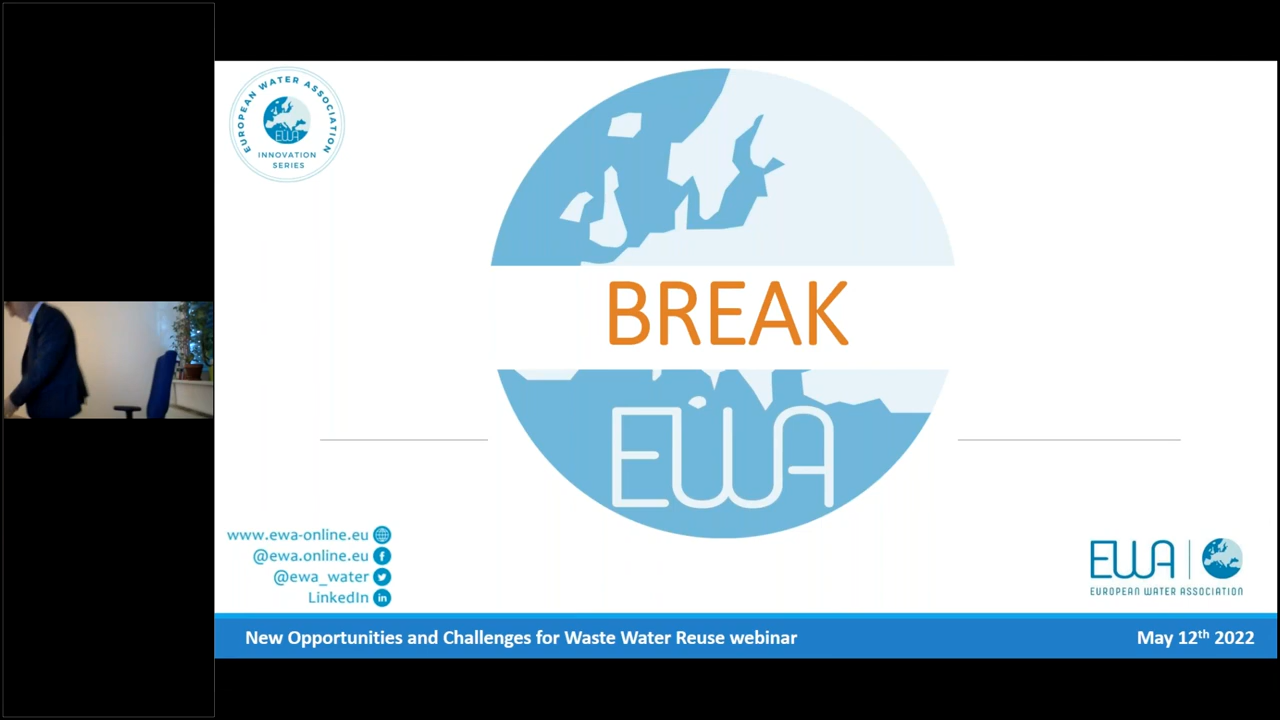 EUROPEAN WATER ASSOCIATION
EWA
INNOVATION
SERIES
BREAK
EWA
www.ewa-online.eu
@ewa.online.eu
@ewa_water
LinkedIn
EWA
EUROPEAN WATER ASSOCIATION
New Opportunities and Challenges for Waste Water Reuse webinar
May 12th 2022